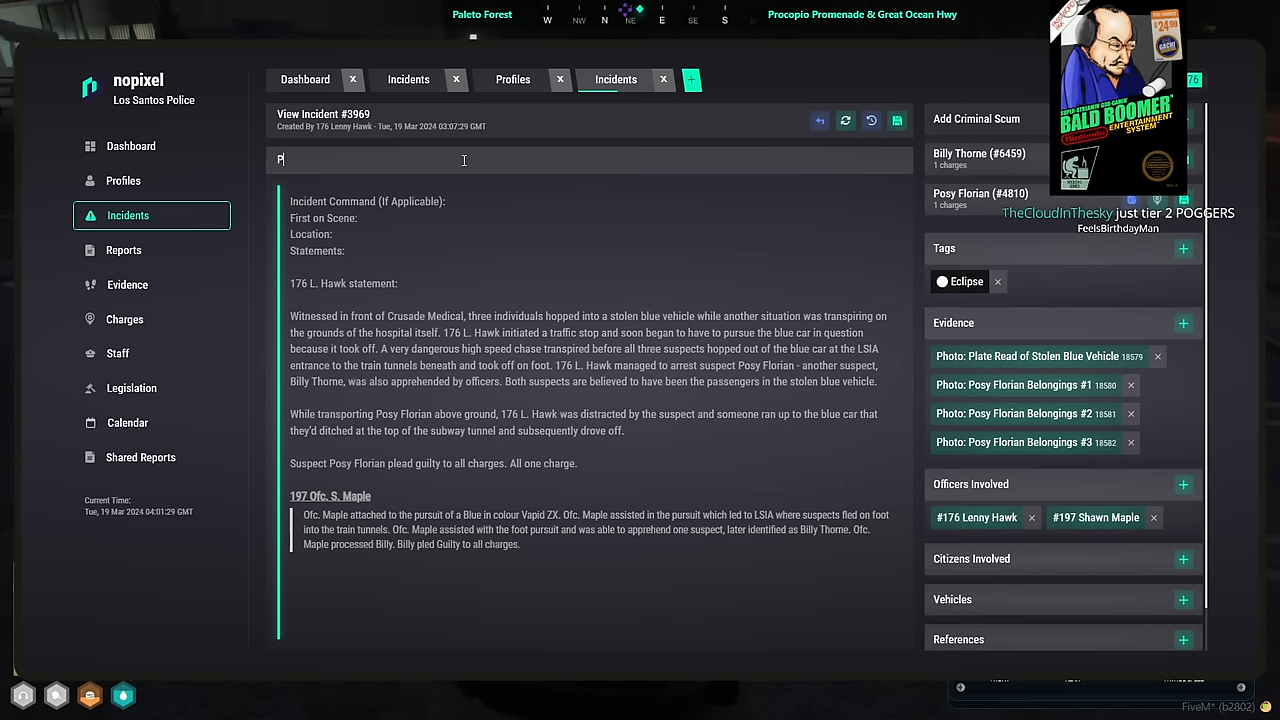 Paleto Forest
W NW N NE E SE S
Procopio Promenade & Great Ocean Hwy
PRE-OWNED
$24.99
GACHI
SUPER-STREAMIN' GOD-GAMIN'
BALD BOOMER
Nintendo
ENTERTAINMENT
SYSTEM
76
nopixel
Los Santos Police
Dashboard x
Incidents x
Profiles x
Incidents x
+
View Incident #3969
Created By 176 Lenny Hawk - Tue, 19 Mar 2024 03:07:29 GMT
P
Dashboard
Profiles
Incidents
Reports
Evidence
Charges
Staff
Legislation
Calendar
Shared Reports
Current Time:
Tue, 19 Mar 2024 04:01:29 GMT
Incident Command (If Applicable):
First on Scene:
Location:
Statements:
176 L. Hawk statement:
Witnessed in front of Crusade Medical, three individuals hopped into a stolen blue vehicle while another situation was transpiring on
the grounds of the hospital itself. 176 L. Hawk initiated a traffic stop and soon began to have to pursue the blue car in question
because it took off. A very dangerous high speed chase transpired before all three suspects hopped out of the blue car at the LSIA
entrance to the train tunnels beneath and took off on foot. 176 L. Hawk managed to arrest suspect Posy Florian - another suspect,
Billy Thorne, was also apprehended by officers. Both suspects are believed to have been the passengers in the stolen blue vehicle.
While transporting Posy Florian above ground, 176 L. Hawk was distracted by the suspect and someone ran up to the blue car that
they'd ditched at the top of the subway tunnel and subsequently drove off.
Suspect Posy Florian plead guilty to all charges. All one charge.
197 Ofc. S. Maple
Ofc. Maple attached to the pursuit of a Blue in colour Vapid ZX. Ofc. Maple assisted in the pursuit which led to LSIA where suspects fled on foot
into the train tunnels. Ofc. Maple assisted with the foot pursuit and was able to apprehend one suspect, later identified as Billy Thorne. Ofc.
Maple processed Billy. Billy pled Guilty to all charges.
Add Criminal Scum
Billy Thorne (#6459)
1 charges
Posy Florian (#4810)
1 charges
TheCloudInThesky just tier 2 POGGERS
FeelsBirthdayMan
Tags +
Eclipse x
Evidence +
Photo: Plate Read of Stolen Blue Vehicle 18579 x
Photo: Posy Florian Belongings #1 18580 x
Photo: Posy Florian Belongings #2 18581 x
Photo: Posy Florian Belongings #3 18582 x
Officers Involved +
#176 Lenny Hawk x
#197 Shawn Maple x
Citizens Involved +
Vehicles +
References +
FiveM* (b2802)